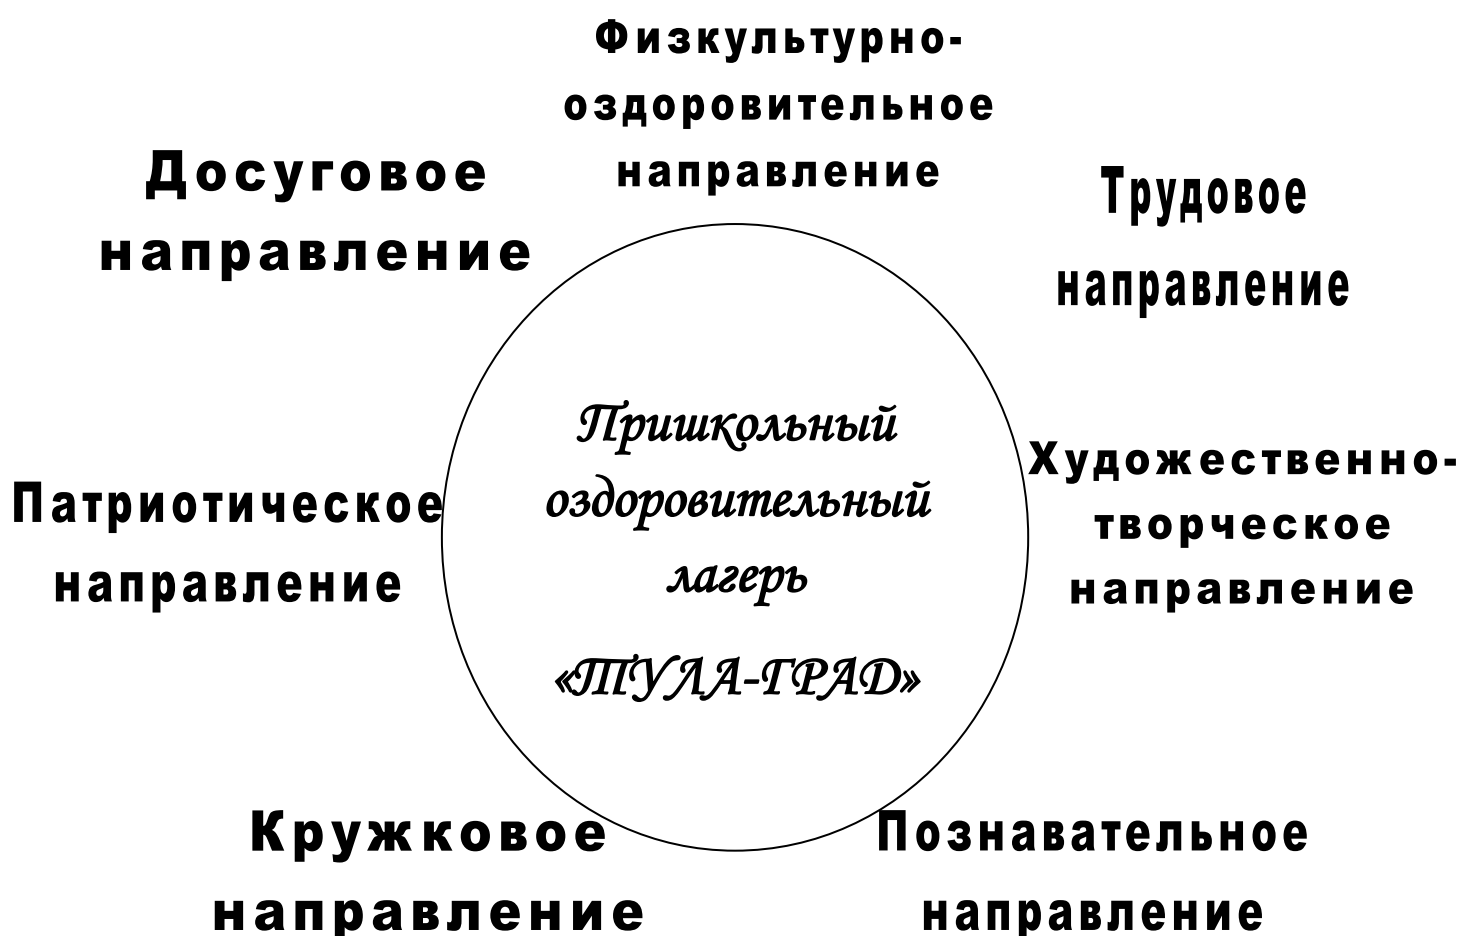 Физкультурно-
оздоровительное
направление
Досуговое
направление
Трудовое
направление
Пришкольный
оздоровительный
лагерь
«ТУЛА-ГРАД»
Патриотическое
направление
Художественно-
творческое
направление
Кружковое
направление
Познавательное
направление